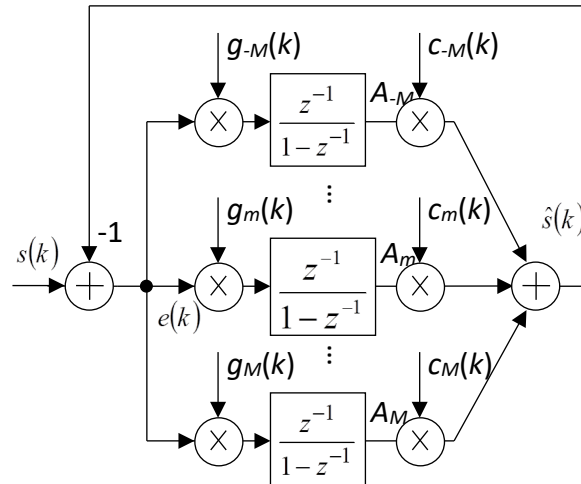 g-M(k) c-M(k)
× z⁻¹ / 1 − z⁻¹ A-M ×
...
-1 gm(k) cm(k) ŝ(k)
s(k) + e(k) × z⁻¹ / 1 − z⁻¹ Am × +
...
gM(k) cM(k)
× z⁻¹ / 1 − z⁻¹ AM ×